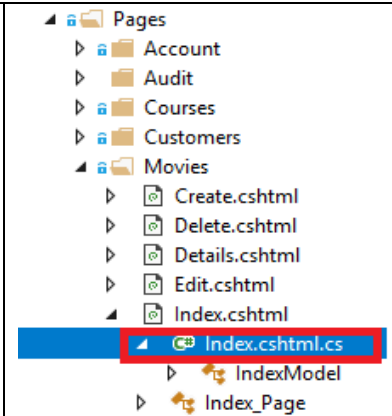 Pages
Account
Audit
Courses
Customers
Movies
Create.cshtml
Delete.cshtml
Details.cshtml
Edit.cshtml
Index.cshtml
C# Index.cshtml.cs
IndexModel
Index_Page